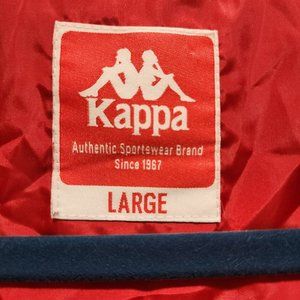 Kappa
Authentic Sportswear Brand
Since 1967
LARGE